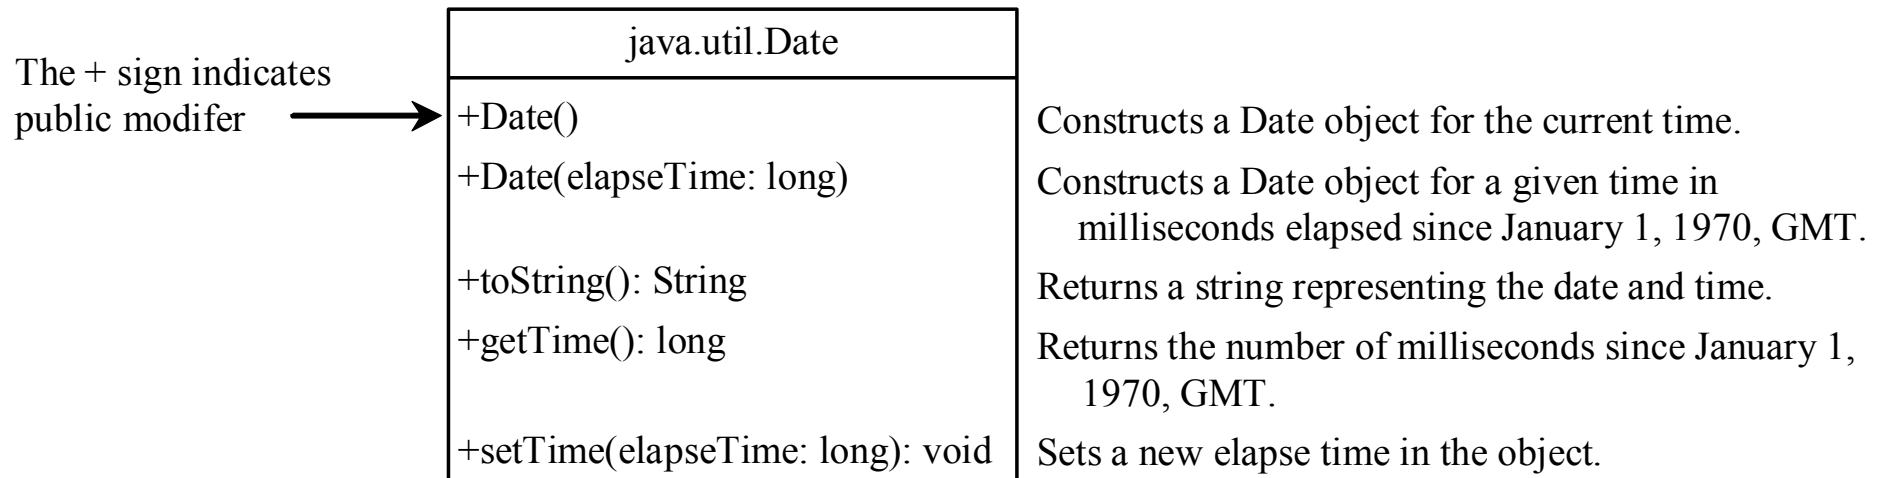 java.util.Date
The + sign indicates
public modifer
+Date()
Constructs a Date object for the current time.
+Date(elapseTime: long)
Constructs a Date object for a given time in
milliseconds elapsed since January 1, 1970, GMT.
+toString(): String
Returns a string representing the date and time.
+getTime(): long
Returns the number of milliseconds since January 1,
1970, GMT.
+setTime(elapseTime: long): void
Sets a new elapse time in the object.